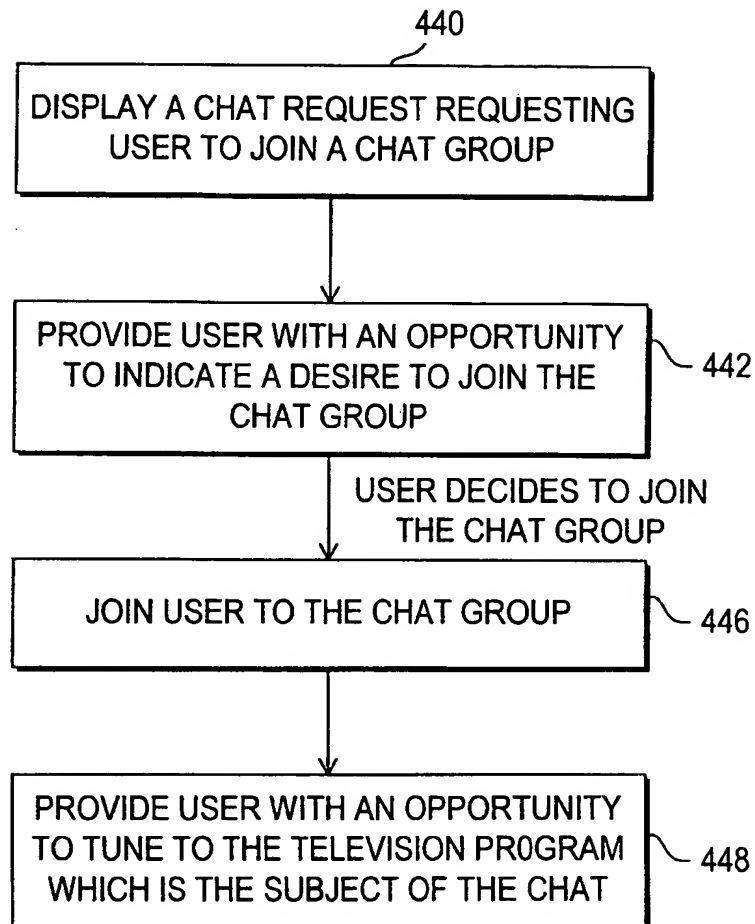 440
DISPLAY A CHAT REQUEST REQUESTING
USER TO JOIN A CHAT GROUP
PROVIDE USER WITH AN OPPORTUNITY
TO INDICATE A DESIRE TO JOIN THE
CHAT GROUP
442
USER DECIDES TO JOIN
THE CHAT GROUP
JOIN USER TO THE CHAT GROUP
446
PROVIDE USER WITH AN OPPORTUNITY
TO TUNE TO THE TELEVISION PR0GRAM
WHICH IS THE SUBJECT OF THE CHAT
448